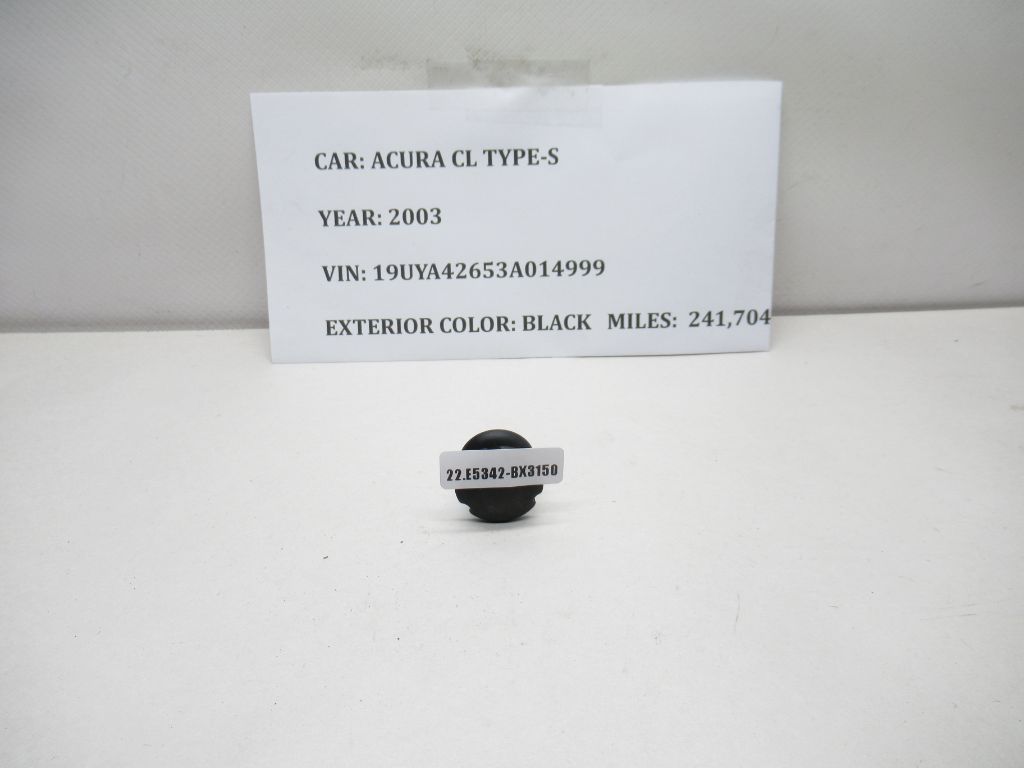 CAR: ACURA CL TYPE-S
YEAR: 2003
VIN: 19UYA42653A014999
EXTERIOR COLOR: BLACK MILES: 241,704
22.E5342-BX3150